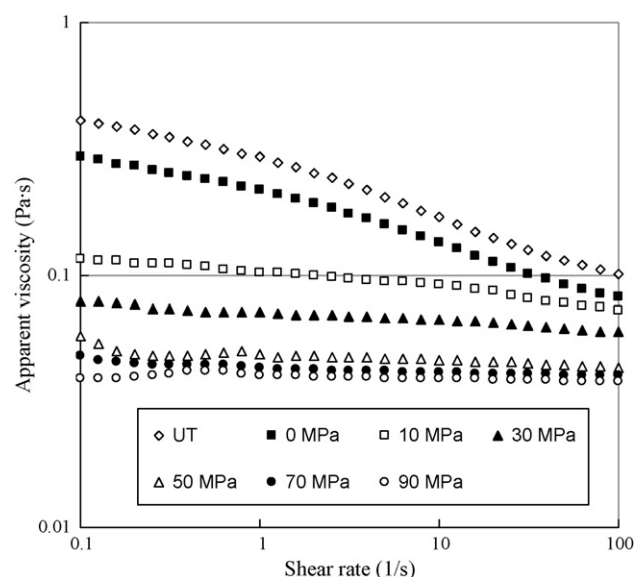 1
0.1
0.01
Apparent viscosity (Pa·s)
UT 0 MPa 10 MPa 30 MPa
50 MPa 70 MPa 90 MPa
0.1 1 10 100
Shear rate (1/s)